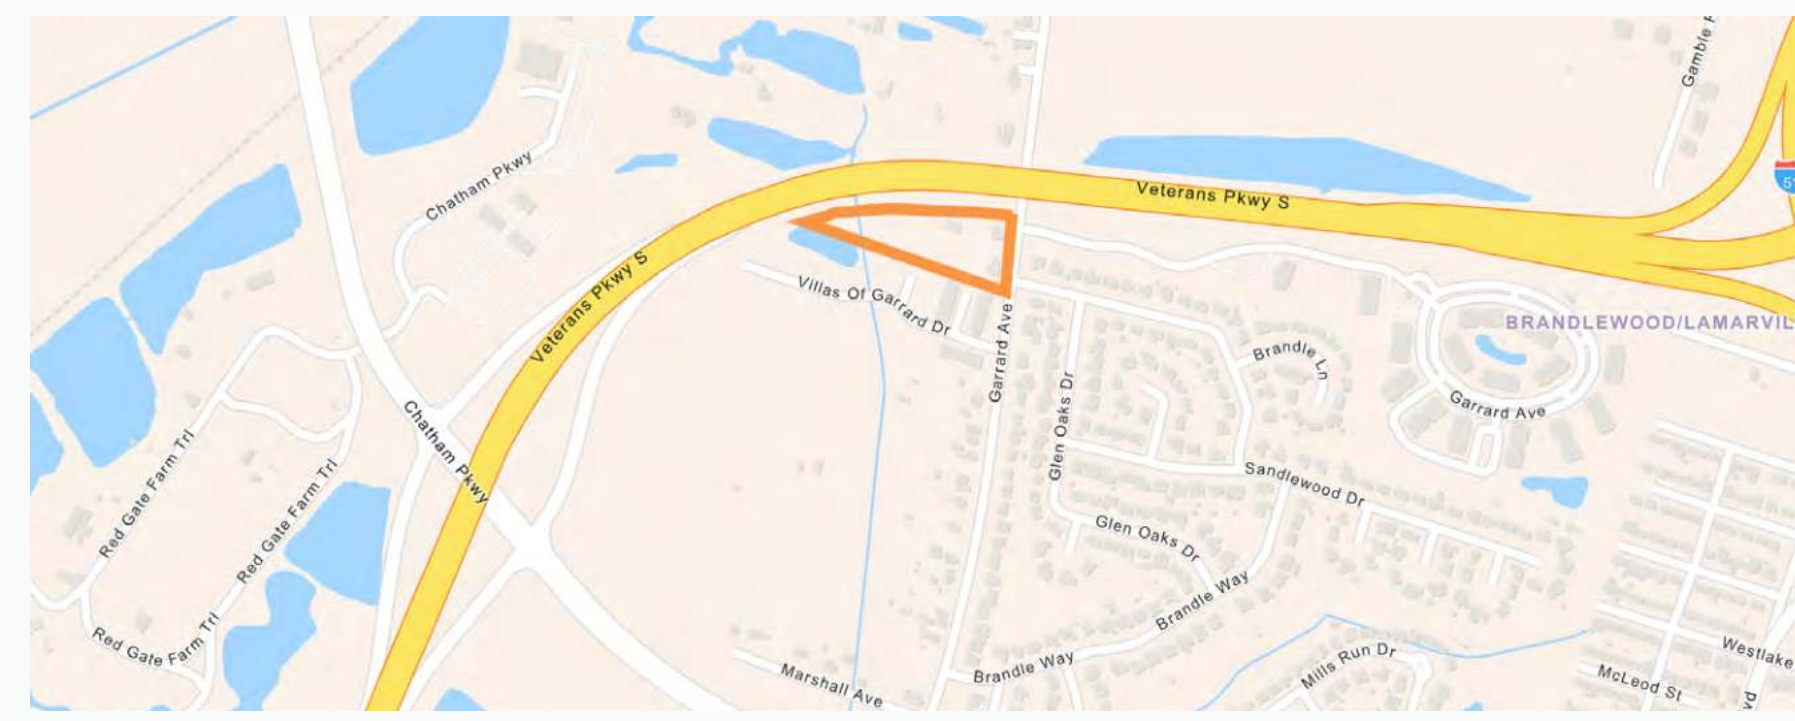 Gamble
Chatham Pkwy
Veterans Pkwy S
Veterans Pkwy S
Villas Of Garrard Dr
BRANDLEWOOD/LAMARVIL
Garrard Ave
Brandle Ln
Glen Oaks Dr
Garrard Ave
Chatham Pkwy
Red Gate Farm Trl
Red Gate Farm Trl
Sandlewood Dr
Glen Oaks Dr
Brandle Way
Red Gate Farm Trl
Mills Run Dr
Westlake
Brandle Way
Marshall Ave
McLeod St
vd